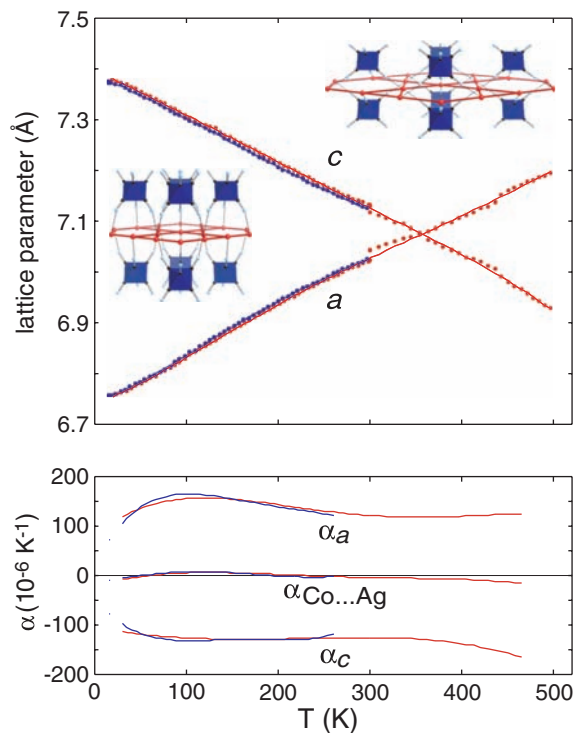 7.5
7.3
7.1
6.9
6.7
lattice parameter (Å)
c
a
200
100
0
-100
-200
α(10⁻⁶ K⁻¹)
αa
αCo...Ag
αc
0 100 200 300 400 500
T (K)